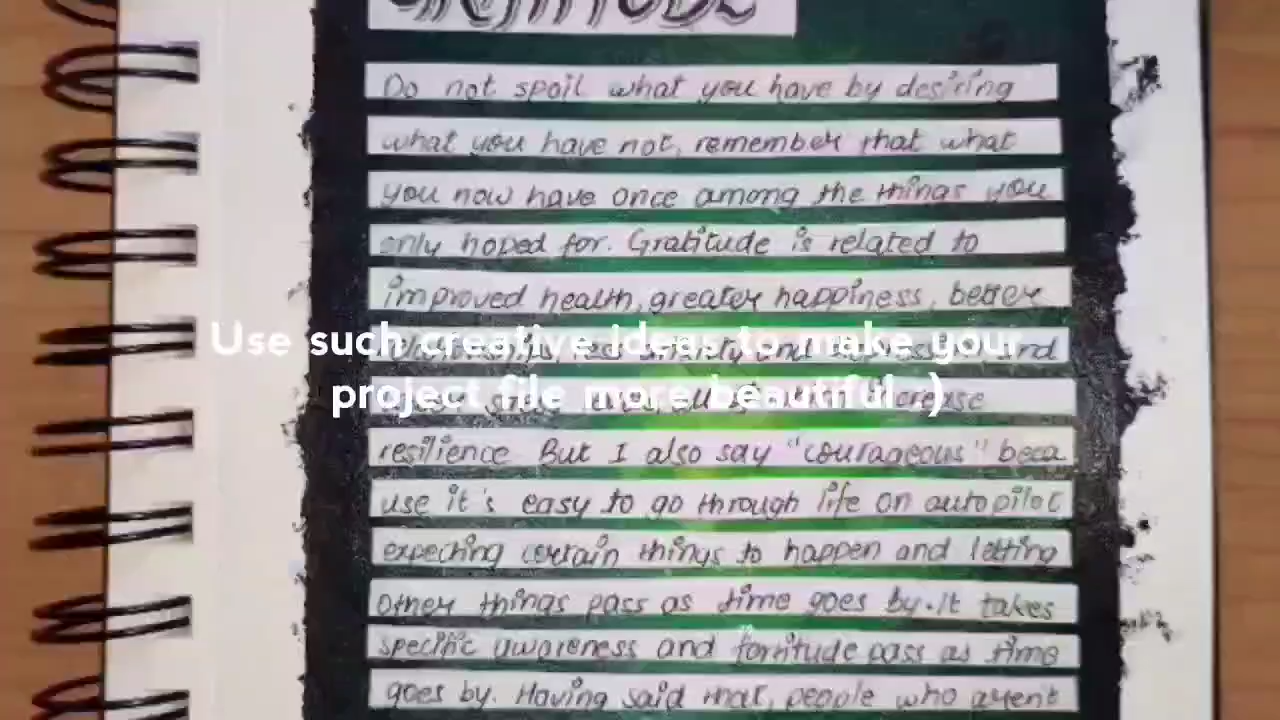 GRATITUDE
Do not spoil what you have by desiring
what you have not, remember that what
you now have once among the things you
only hoped for. Gratitude is related to
improved health, greater happiness, better
Use such creative ideas to make your
relationships, and
project file more beautiful :)
increase
resilience But I also say "courageous" beca
use it's easy to go through life on autopilot
expecting certain things to happen and letting
other things pass as time goes by. It takes
specific awareness and fortitude pass as time
goes by. Having said that, people who arent